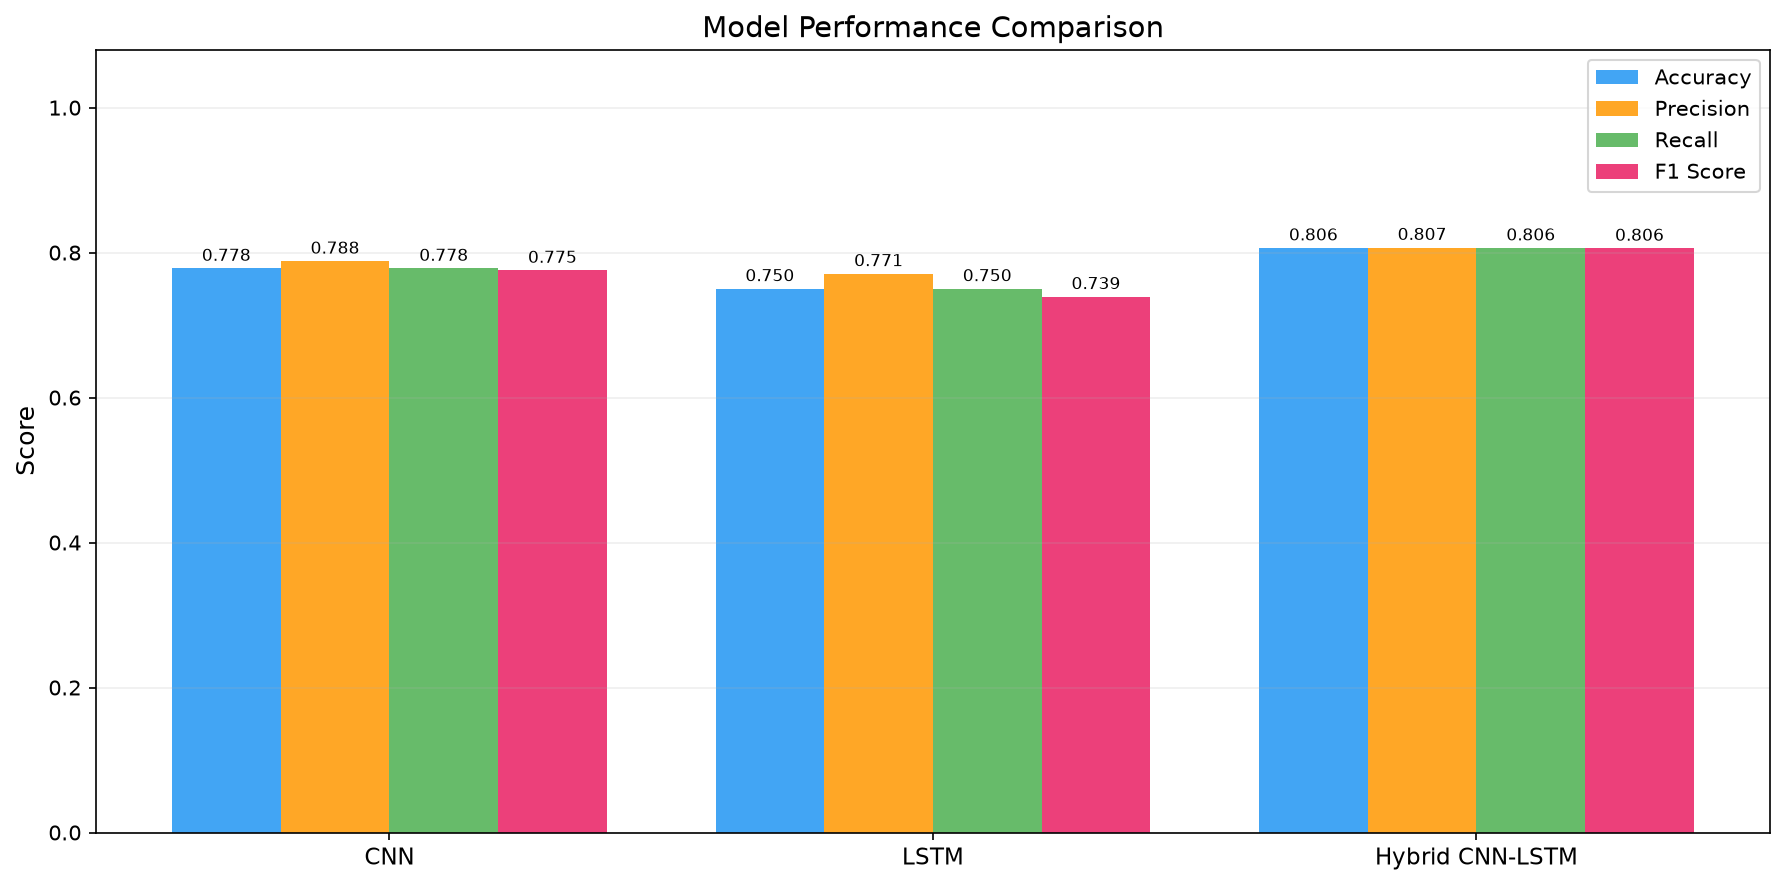 Model Performance Comparison
Accuracy
Precision
Recall
F1 Score
Score
1.0
0.8
0.6
0.4
0.2
0.0
0.778
0.788
0.778
0.775
0.750
0.771
0.750
0.739
0.806
0.807
0.806
0.806
CNN
LSTM
Hybrid CNN-LSTM